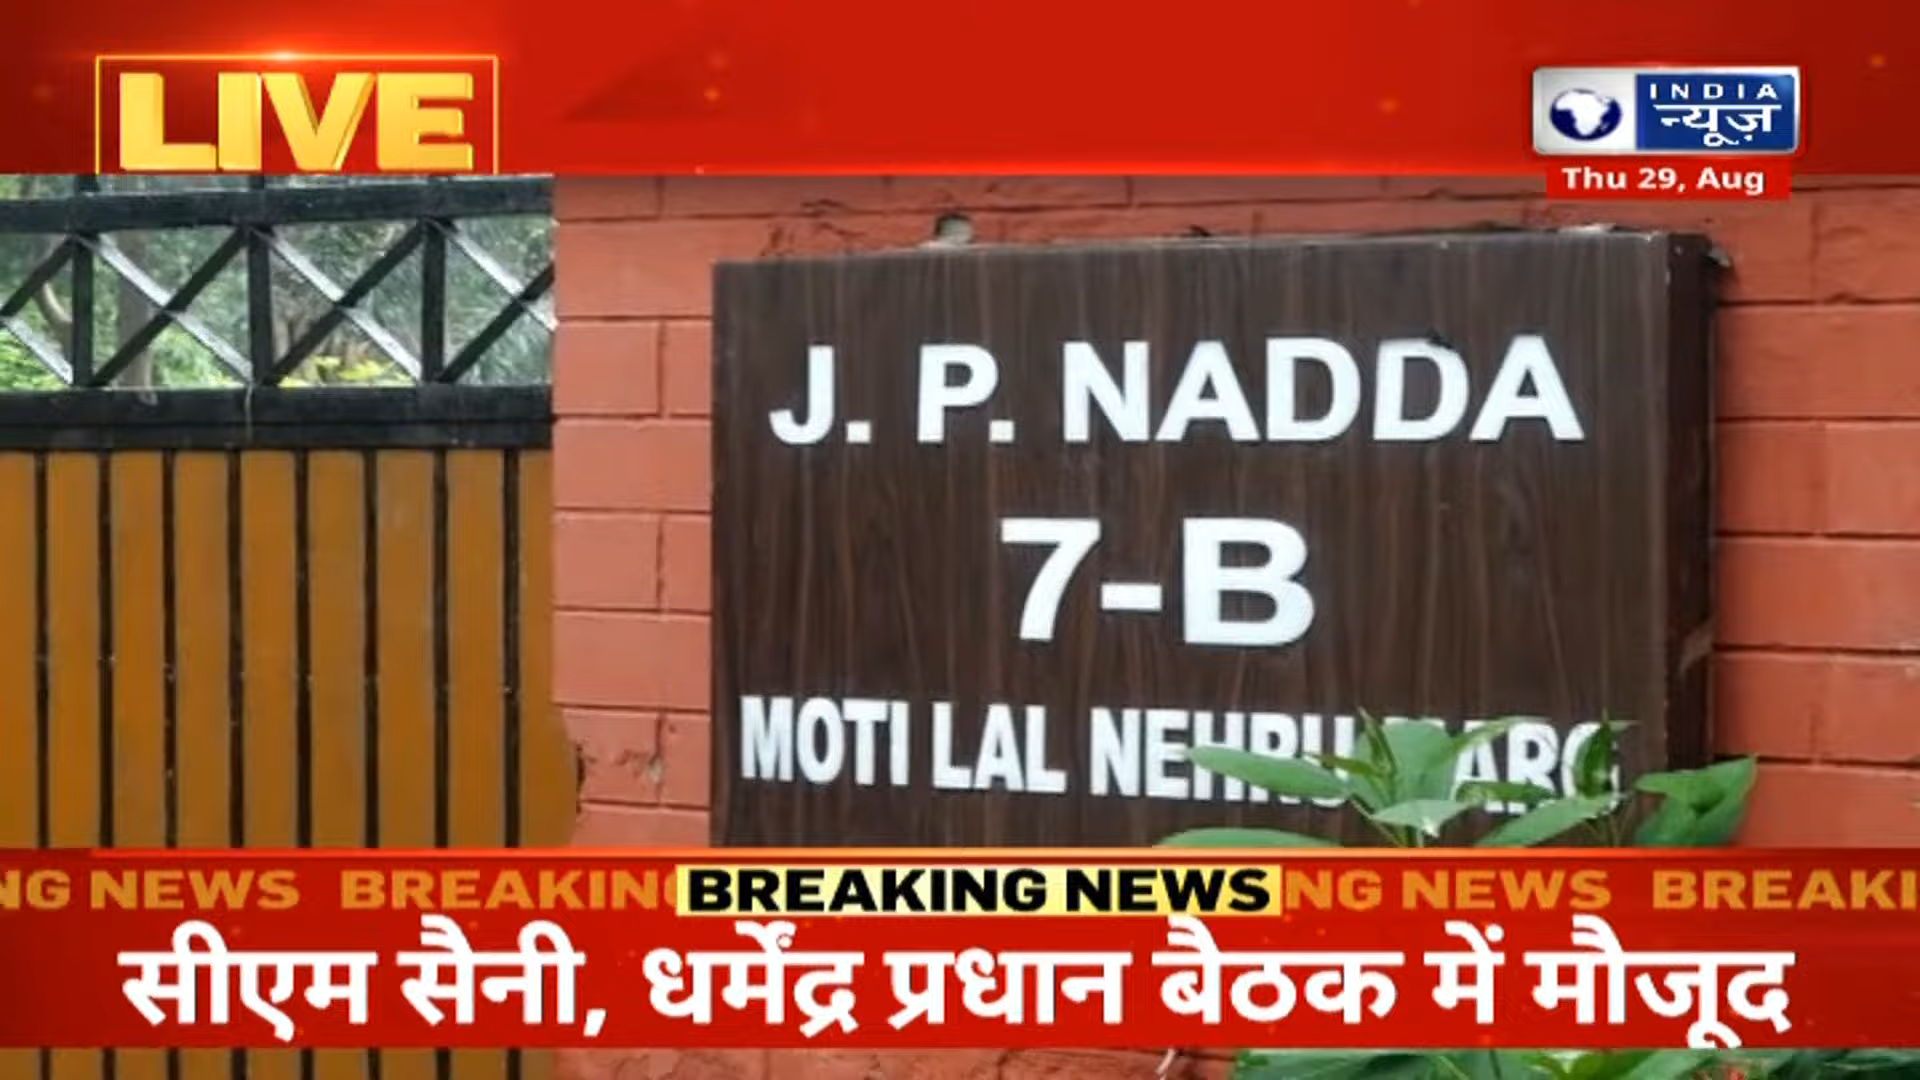 LIVE
INDIA
न्यूज़
Thu 29, Aug
J. P. NADDA
7-B
MOTI LAL NEHRU MARG
NG NEWS BREAKING BREAKING NEWS NG NEWS BREAKI
सीएम सैनी, धर्मेंद्र प्रधान बैठक में मौजूद